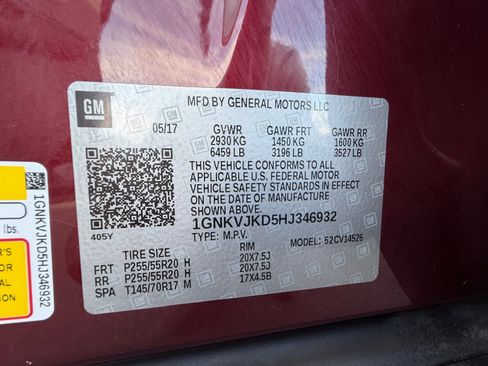 GM
MFD BY GENERAL MOTORS LLC
05/17
GVWR GAWR FRT GAWR RR
2930 KG 1450 KG 1600 KG
6459 LB 3196 LB 3527 LB
THIS VEHICLE CONFORMS TO ALL
APPLICABLE U.S. FEDERAL MOTOR
VEHICLE SAFETY STANDARDS IN EFFECT
ON THE DATE OF MANUFACTURE
SHOWN ABOVE.
1GNKVJKD5HJ346932
TYPE: M.P.V. 52CV14526
405Y
TIRE SIZE RIM
FRT P255/55R20 H 20X7.5J
RR P255/55R20 H 20X7.5J
SPA T145/70R17 M 17X4.5B
lbs.
1GNKVJKD5HJ346932